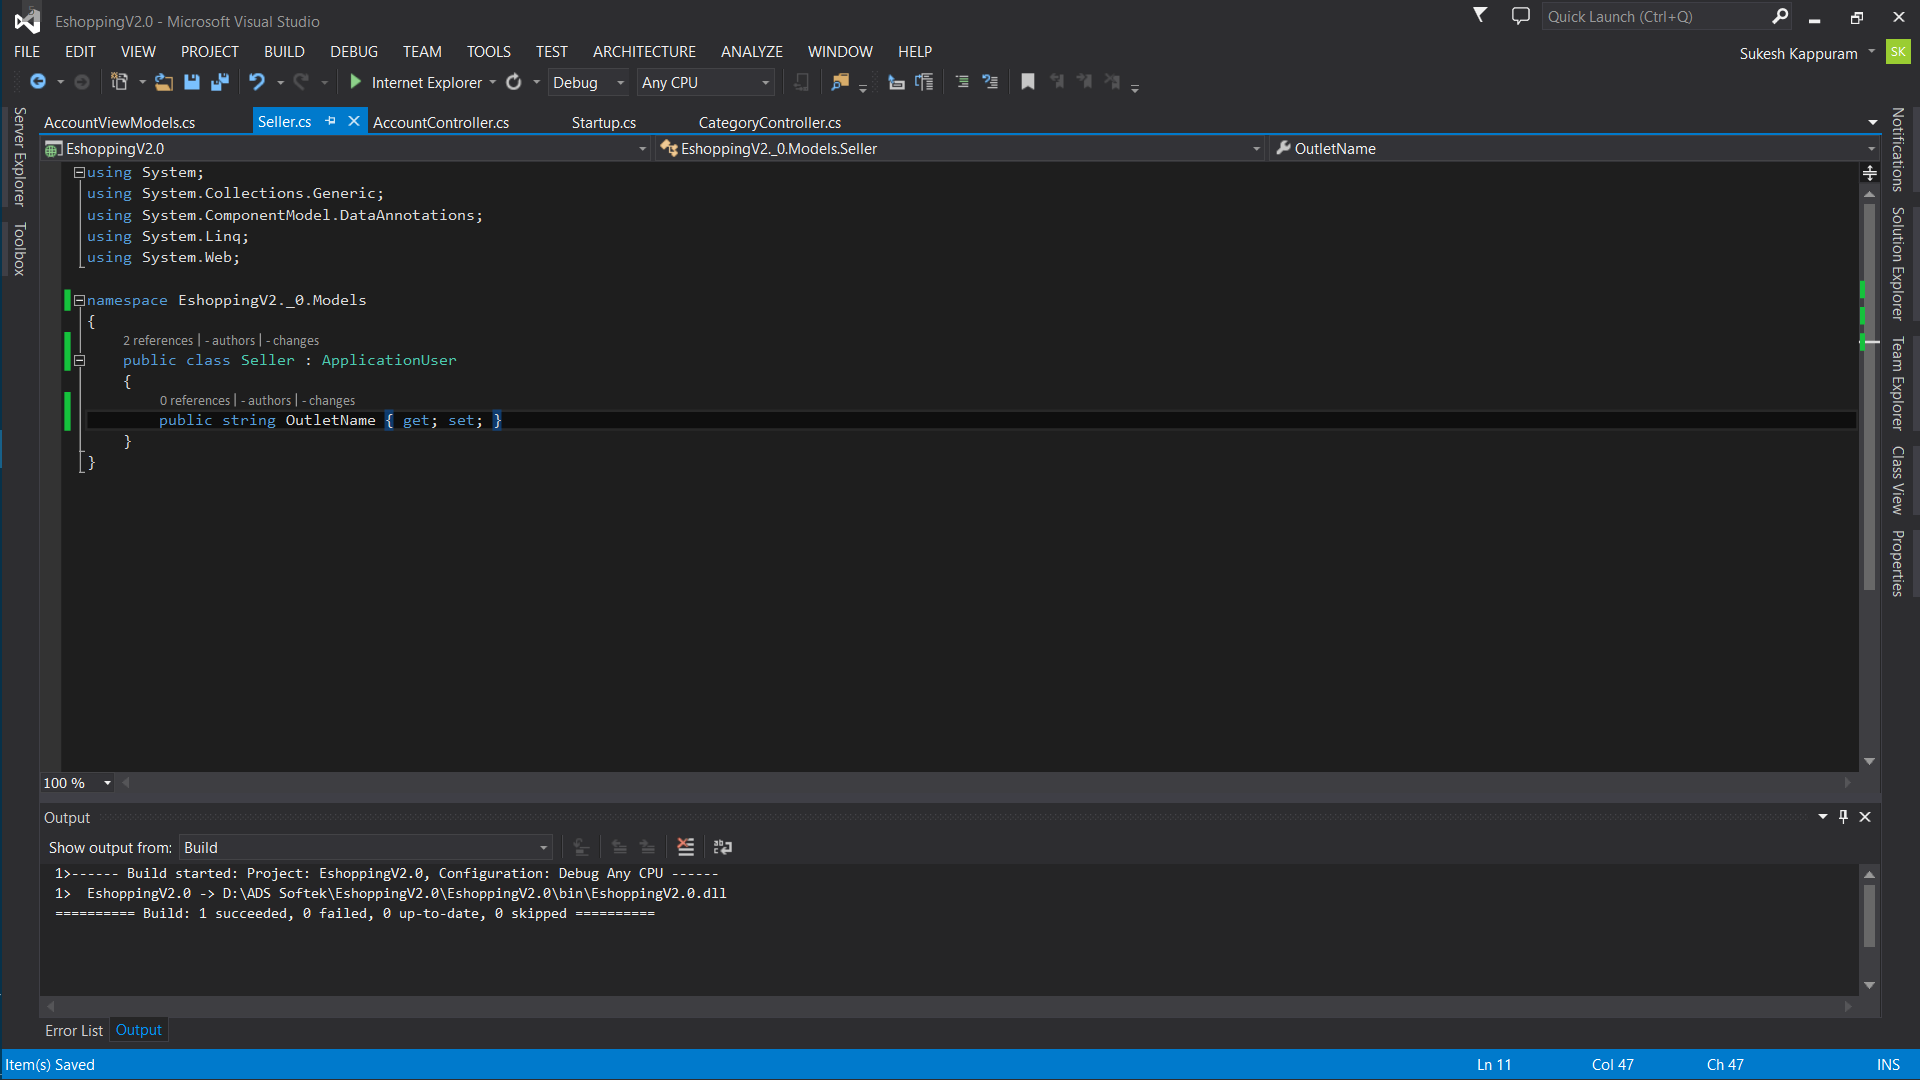 EshoppingV2.0 - Microsoft Visual Studio
Quick Launch (Ctrl+Q)
FILE EDIT VIEW PROJECT BUILD DEBUG TEAM TOOLS TEST ARCHITECTURE ANALYZE WINDOW HELP
Sukesh Kappuram SK
Internet Explorer Debug Any CPU
Server Explorer
Toolbox
AccountViewModels.cs Seller.cs AccountController.cs Startup.cs CategoryController.cs
EshoppingV2.0 EshoppingV2._0.Models.Seller OutletName
using System;
using System.Collections.Generic;
using System.ComponentModel.DataAnnotations;
using System.Linq;
using System.Web;
namespace EshoppingV2._0.Models
{
2 references | - authors | - changes
public class Seller : ApplicationUser
{
0 references | - authors | - changes
public string OutletName { get; set; }
}
}
Notifications
Solution Explorer
Team Explorer
Class View
Properties
100 %
Output
Show output from: Build
1>------ Build started: Project: EshoppingV2.0, Configuration: Debug Any CPU ------
1>  EshoppingV2.0 -> D:\ADS Softek\EshoppingV2.0\EshoppingV2.0\bin\EshoppingV2.0.dll
========== Build: 1 succeeded, 0 failed, 0 up-to-date, 0 skipped ==========
Error List Output
Item(s) Saved Ln 11 Col 47 Ch 47 INS